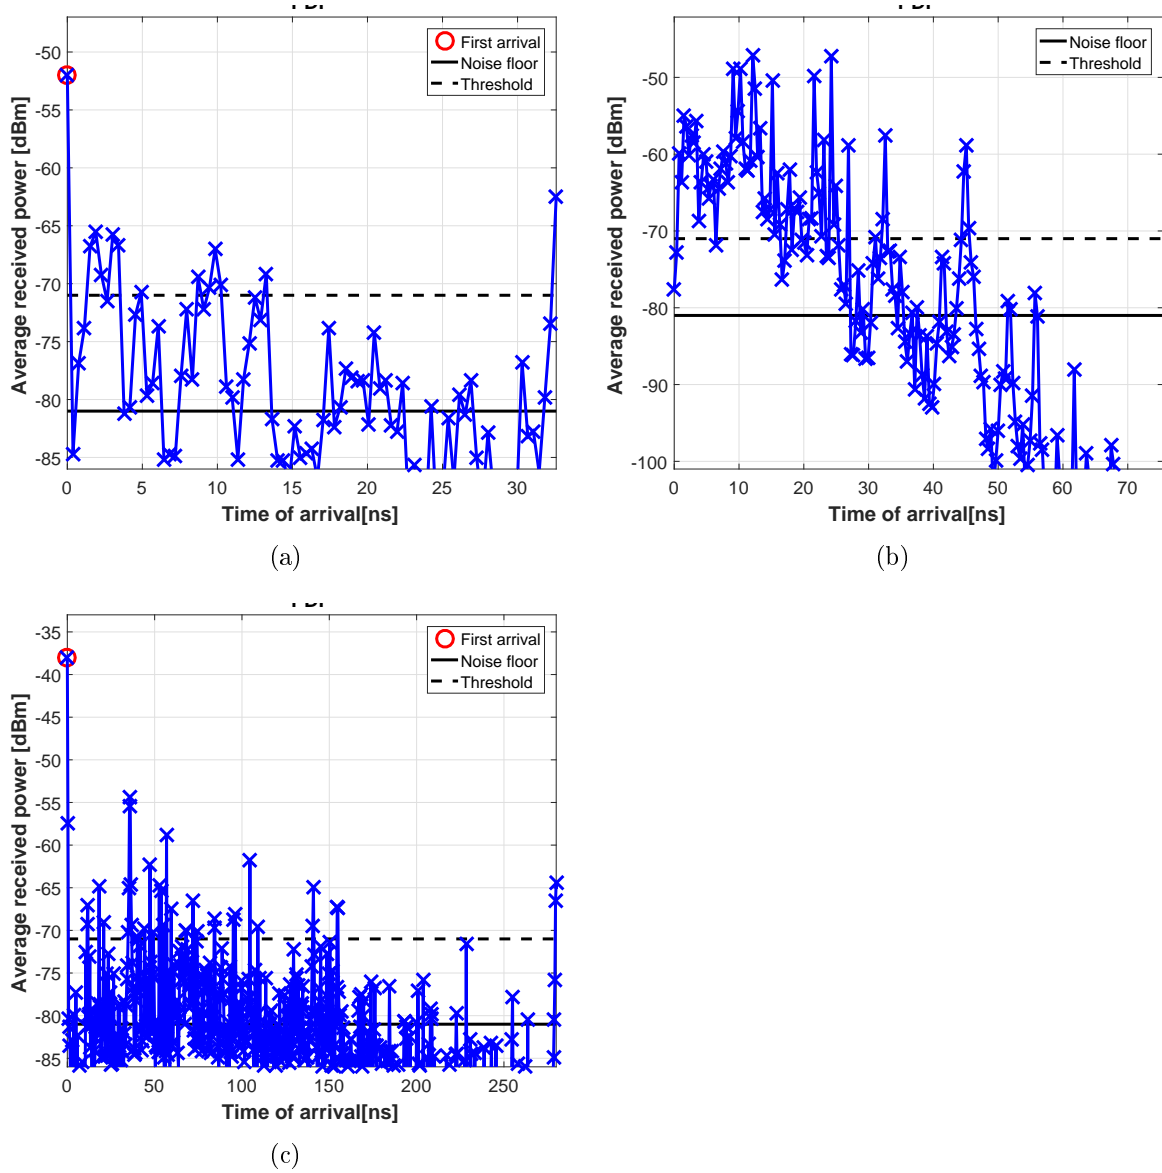 -50
-55
-60
-65
-70
-75
-80
-85
0
5
10
15
20
25
30
Average received power [dBm]
Time of arrival[ns]
First arrival
Noise floor
Threshold
(a)
-50
-60
-70
-80
-90
-100
0
10
20
30
40
50
60
70
Average received power [dBm]
Time of arrival[ns]
Noise floor
Threshold
(b)
-35
-40
-45
-50
-55
-60
-65
-70
-75
-80
-85
0
50
100
150
200
250
Average received power [dBm]
Time of arrival[ns]
First arrival
Noise floor
Threshold
(c)